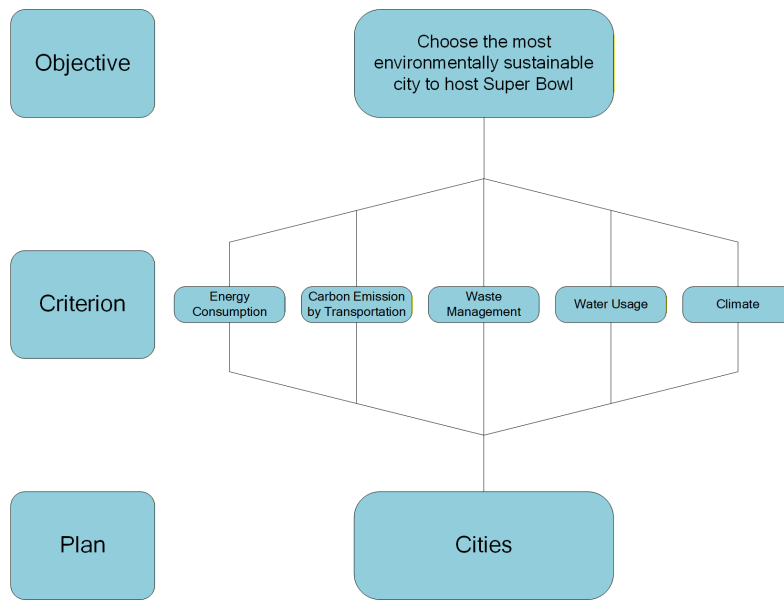 Objective
Choose the most
environmentally sustainable
city to host Super Bowl
Criterion
Energy
Consumption
Carbon Emission
by Transportation
Waste
Management
Water Usage
Climate
Plan
Cities